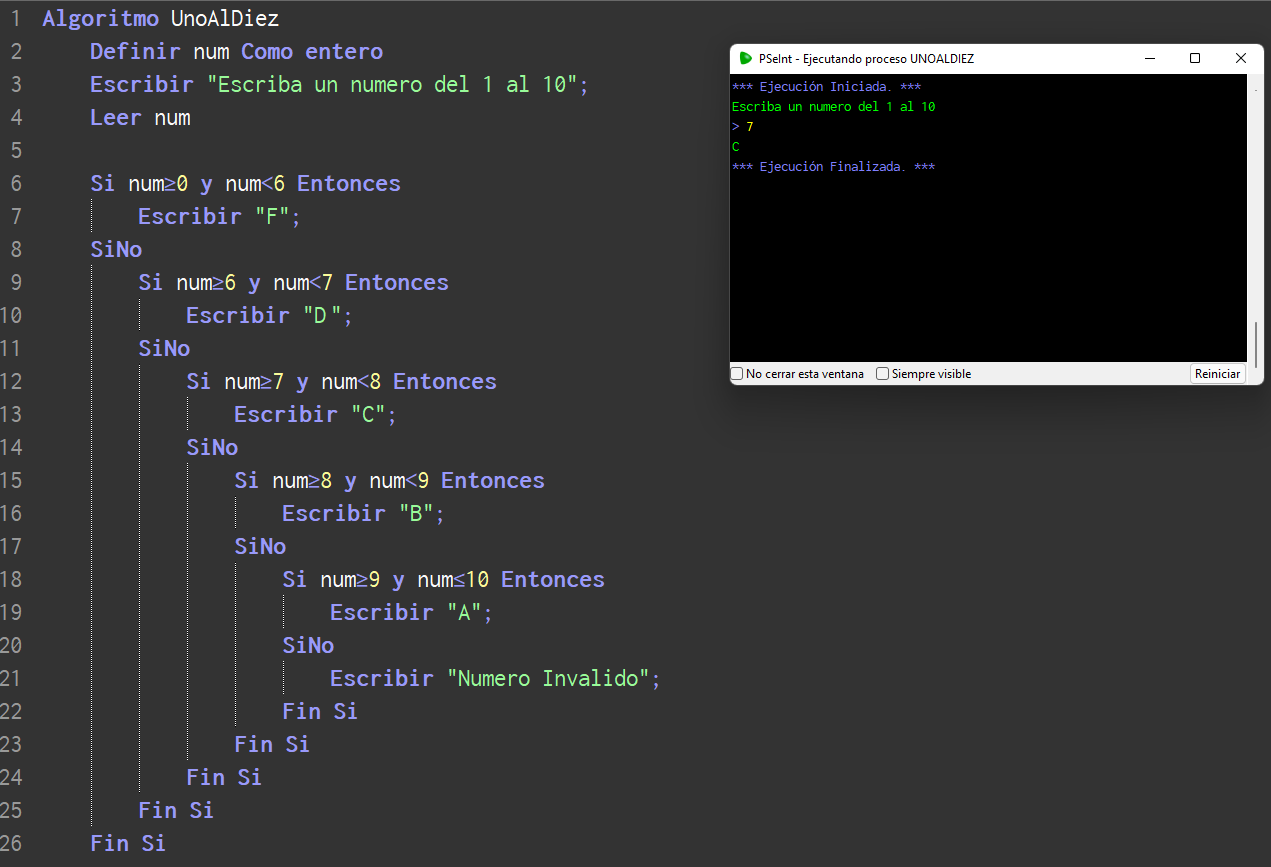 1 Algoritmo UnoAlDiez
2 Definir num Como entero
3 Escribir "Escriba un numero del 1 al 10";
4 Leer num
5
6 Si num≥0 y num<6 Entonces
7 Escribir "F";
8 SiNo
9 Si num≥6 y num<7 Entonces
10 Escribir "D";
11 SiNo
12 Si num≥7 y num<8 Entonces
13 Escribir "C";
14 SiNo
15 Si num≥8 y num<9 Entonces
16 Escribir "B";
17 SiNo
18 Si num≥9 y num≤10 Entonces
19 Escribir "A";
20 SiNo
21 Escribir "Numero Invalido";
22 Fin Si
23 Fin Si
24 Fin Si
25 Fin Si
26 Fin Si
PSeInt - Ejecutando proceso UNOALDIEZ
*** Ejecución Iniciada. ***
Escriba un numero del 1 al 10
> 7
C
*** Ejecución Finalizada. ***
No cerrar esta ventana Siempre visible Reiniciar